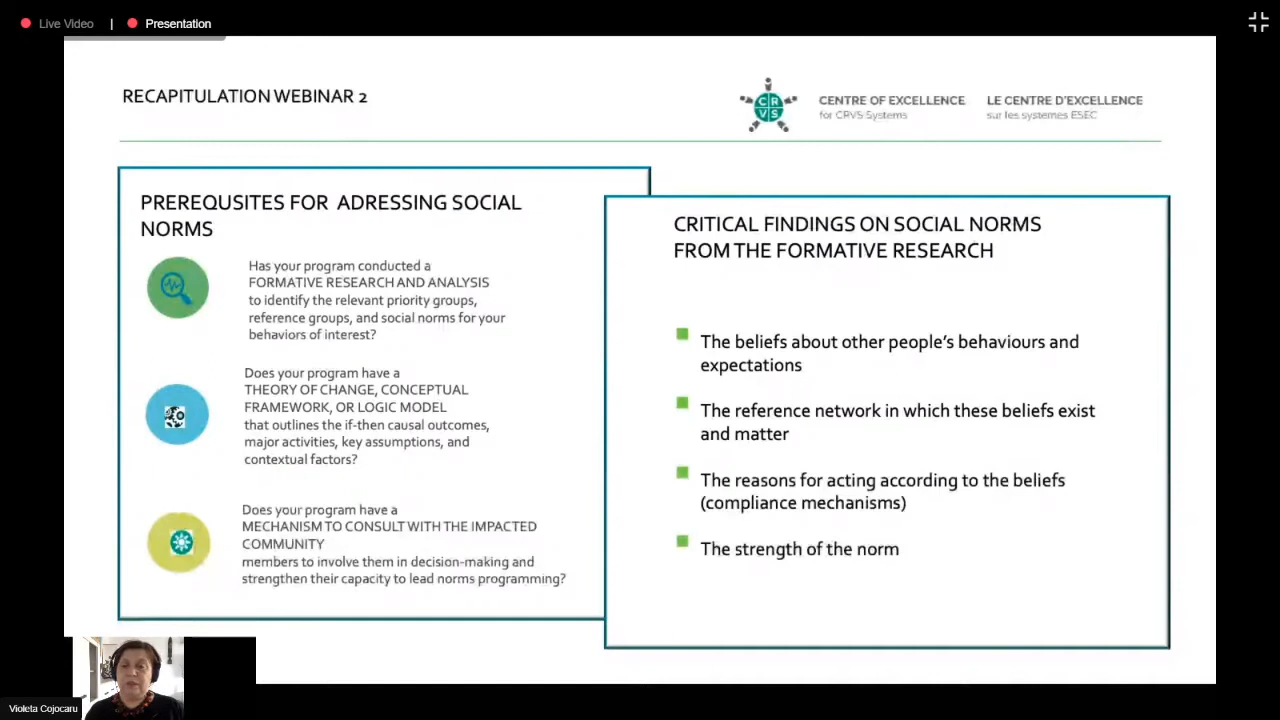 Live Video | Presentation
RECAPITULATION WEBINAR 2
CRVS
CENTRE OF EXCELLENCE
for CRVS Systems
LE CENTRE D'EXCELLENCE
sur les systemes ESEC
PREREQUSITES FOR ADRESSING SOCIAL
NORMS
Has your program conducted a
FORMATIVE RESEARCH AND ANALYSIS
to identify the relevant priority groups,
reference groups, and social norms for your
behaviors of interest?
Does your program have a
THEORY OF CHANGE, CONCEPTUAL
FRAMEWORK, OR LOGIC MODEL
that outlines the if-then causal outcomes,
major activities, key assumptions, and
contextual factors?
Does your program have a
MECHANISM TO CONSULT WITH THE IMPACTED
COMMUNITY
members to involve them in decision-making and
strengthen their capacity to lead norms programming?
CRITICAL FINDINGS ON SOCIAL NORMS
FROM THE FORMATIVE RESEARCH
The beliefs about other people's behaviours and
expectations
The reference network in which these beliefs exist
and matter
The reasons for acting according to the beliefs
(compliance mechanisms)
The strength of the norm
Violeta Cojocaru